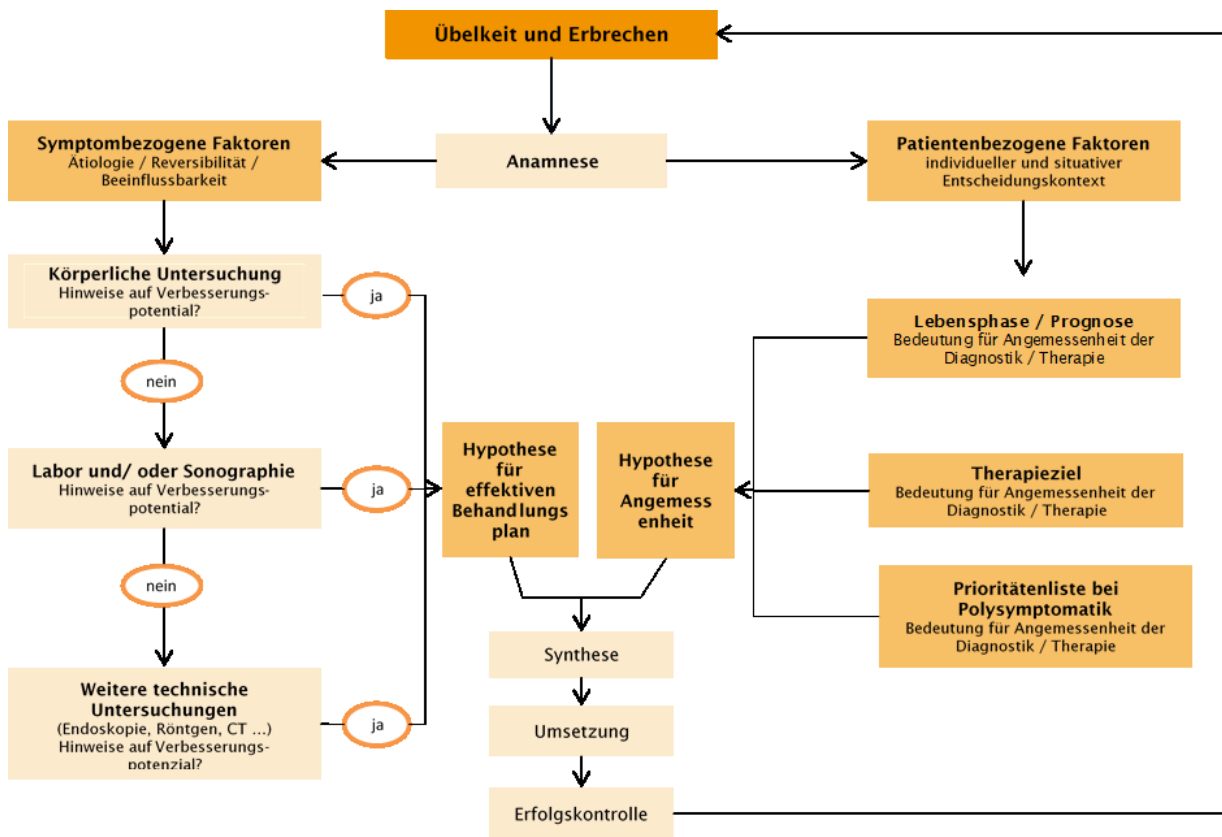 Übelkeit und Erbrechen
Symptombezogene Faktoren
Ätiologie / Reversibilität /
Beeinflussbarkeit
Anamnese
Patientenbezogene Faktoren
individueller und situativer
Entscheidungskontext
Körperliche Untersuchung
Hinweise auf Verbesserungs-
potential?
ja
nein
Lebensphase / Prognose
Bedeutung für Angemessenheit der
Diagnostik / Therapie
Labor und/ oder Sonographie
Hinweise auf Verbesserungs-
potential?
ja
nein
Hypothese
für
effektiven
Behandlungs
plan
Hypothese
für
Angemess
enheit
Therapieziel
Bedeutung für Angemessenheit der
Diagnostik / Therapie
Prioritätenliste bei
Polysymptomatik
Bedeutung für Angemessenheit der
Diagnostik / Therapie
Weitere technische
Untersuchungen
(Endoskopie, Röntgen, CT ...)
Hinweise auf Verbesserungs-
potenzial?
ja
Synthese
Umsetzung
Erfolgskontrolle